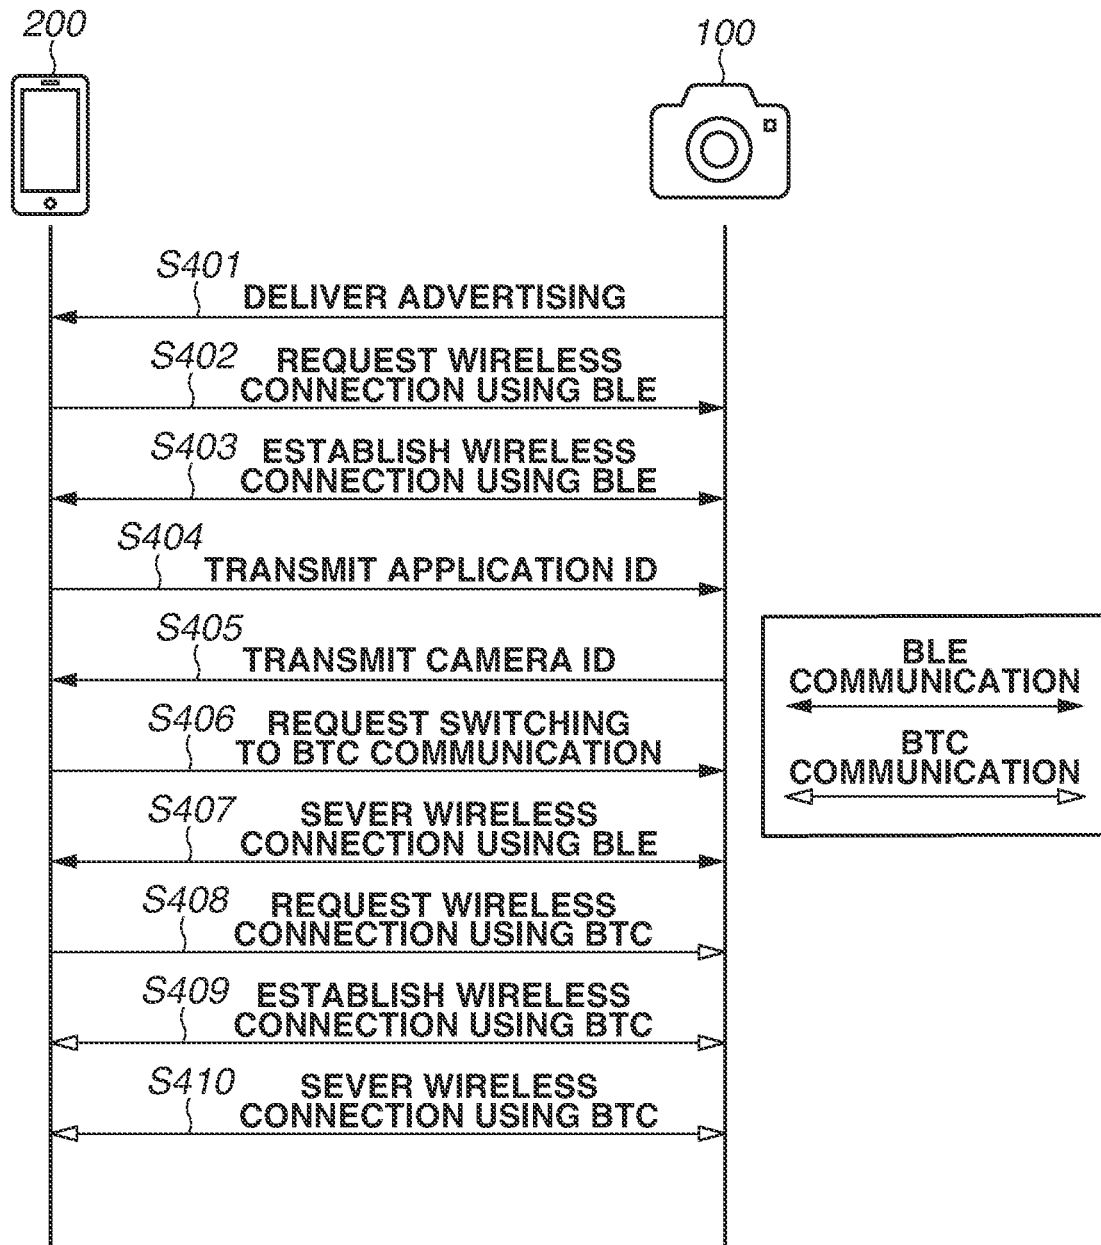 200
100
S401
DELIVER ADVERTISING
S402
REQUEST WIRELESS
CONNECTION USING BLE
S403
ESTABLISH WIRELESS
CONNECTION USING BLE
S404
TRANSMIT APPLICATION ID
S405
TRANSMIT CAMERA ID
S406
REQUEST SWITCHING
TO BTC COMMUNICATION
S407
SEVER WIRELESS
CONNECTION USING BLE
S408
REQUEST WIRELESS
CONNECTION USING BTC
S409
ESTABLISH WIRELESS
CONNECTION USING BTC
S410
SEVER WIRELESS
CONNECTION USING BTC
BLE
COMMUNICATION
BTC
COMMUNICATION